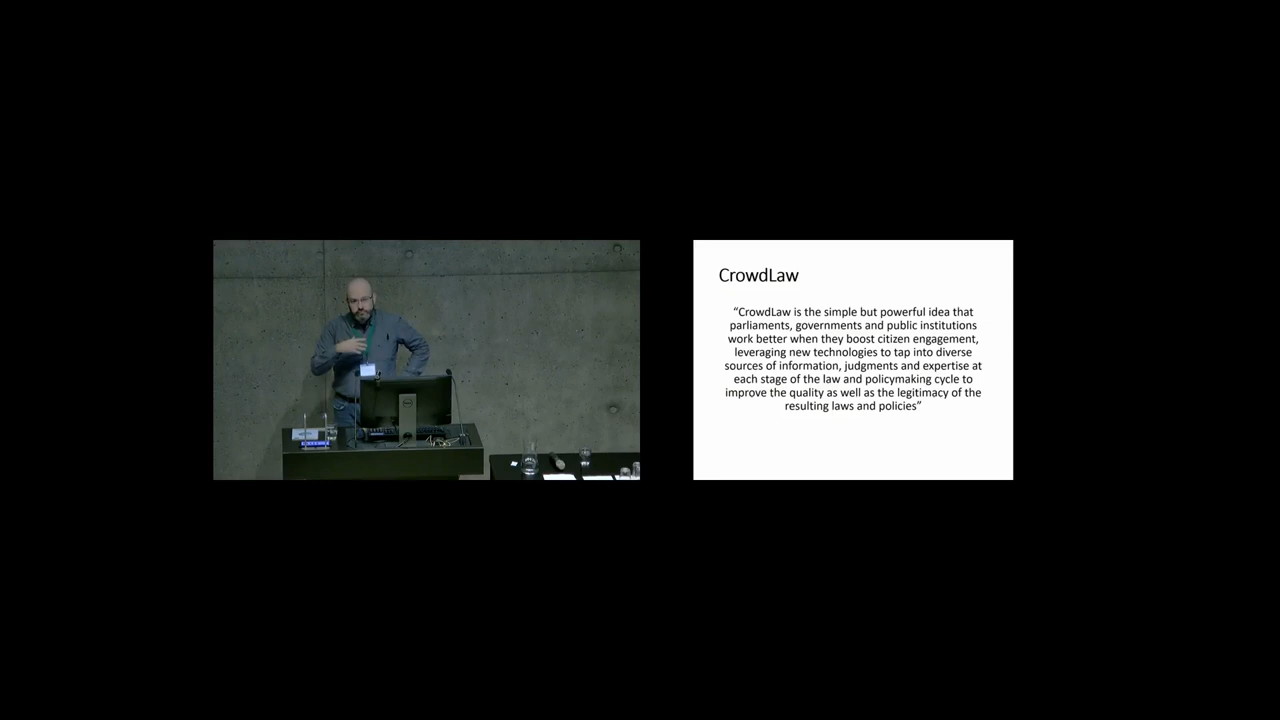 CrowdLaw
“CrowdLaw is the simple but powerful idea that
parliaments, governments and public institutions
work better when they boost citizen engagement,
leveraging new technologies to tap into diverse
sources of information, judgments and expertise at
each stage of the law and policymaking cycle to
improve the quality as well as the legitimacy of the
resulting laws and policies”